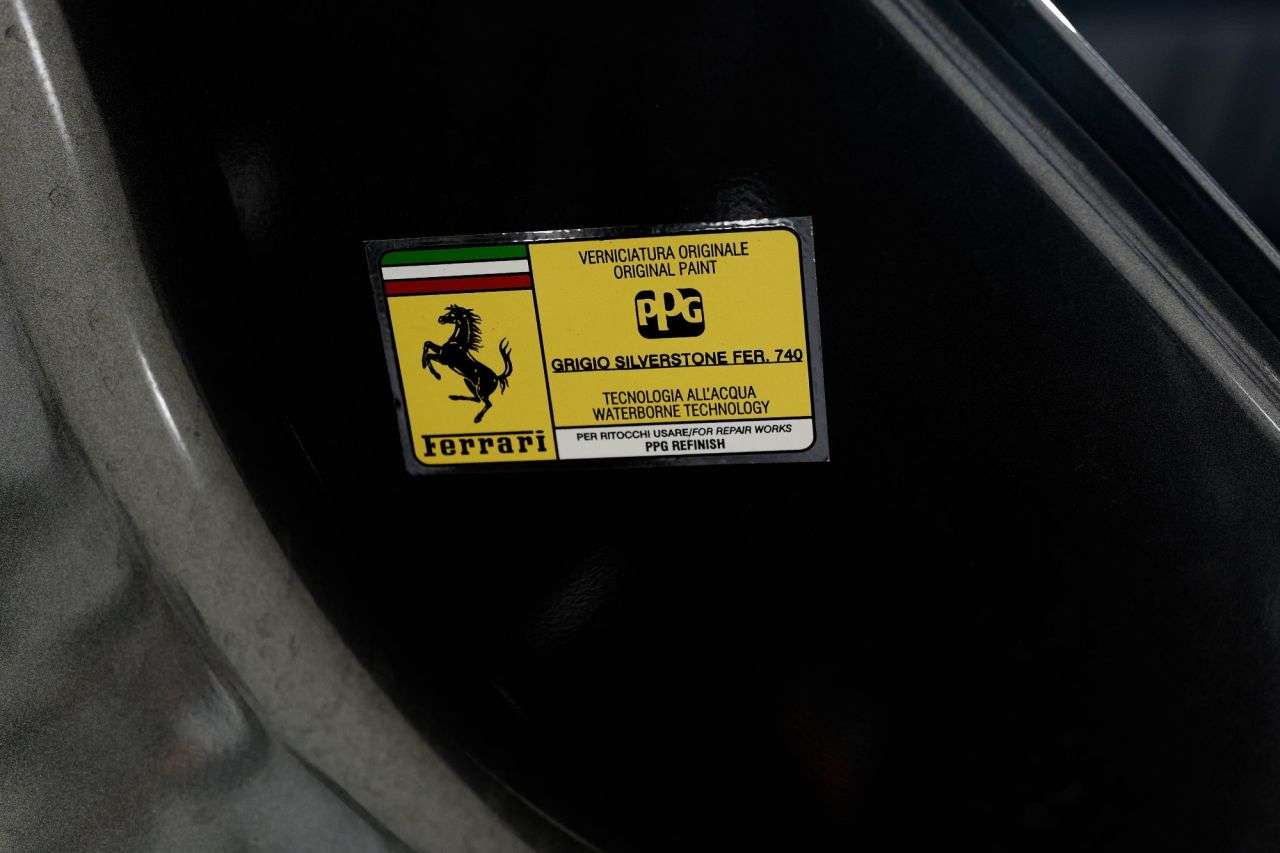 VERNICIATURA ORIGINALE
ORIGINAL PAINT
PPG
GRIGIO SILVERSTONE FER. 740
TECNOLOGIA ALL'ACQUA
WATERBORNE TECHNOLOGY
PER RITOCCHI USARE/FOR REPAIR WORKS
PPG REFINISH
Ferrari